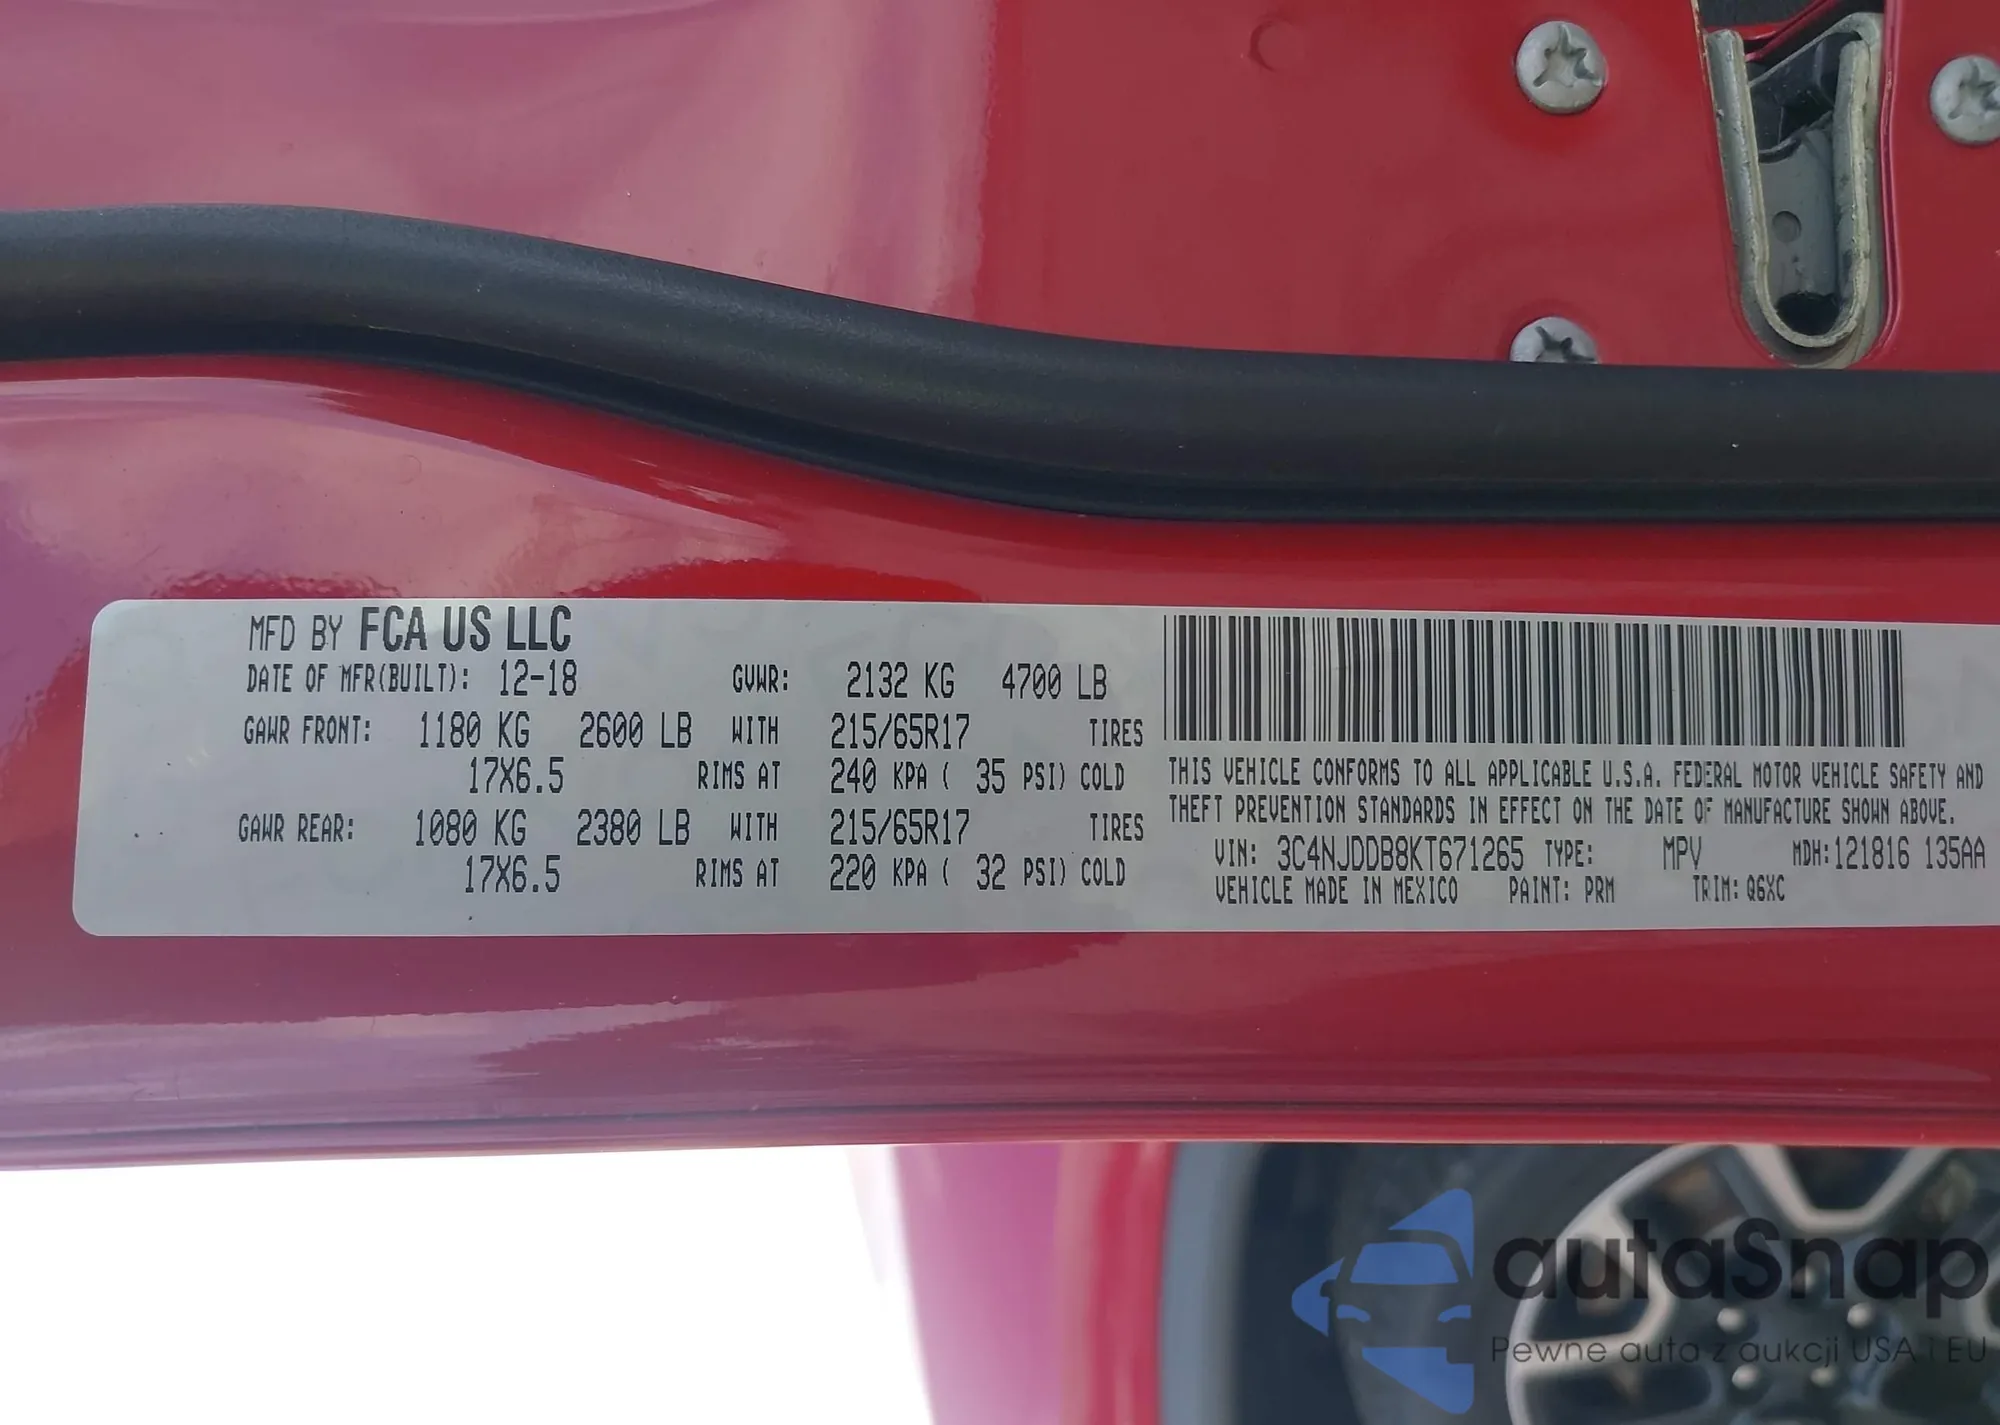 MFD BY FCA US LLC
DATE OF MFR(BUILT): 12-18 GVWR: 2132 KG 4700 LB
GAWR FRONT: 1180 KG 2600 LB WITH 215/65R17 TIRES
17X6.5 RIMS AT 240 KPA ( 35 PSI) COLD
GAWR REAR: 1080 KG 2380 LB WITH 215/65R17 TIRES
17X6.5 RIMS AT 220 KPA ( 32 PSI) COLD
THIS VEHICLE CONFORMS TO ALL APPLICABLE U.S.A. FEDERAL MOTOR VEHICLE SAFETY AND
THEFT PREVENTION STANDARDS IN EFFECT ON THE DATE OF MANUFACTURE SHOWN ABOVE.
VIN: 3C4NJDDB8KT671265 TYPE: MPV MDH:121816 135AA
VEHICLE MADE IN MEXICO PAINT: PRM TRIM: Q6XC
autaSnap
Pewne auta z aukcji USA i EU